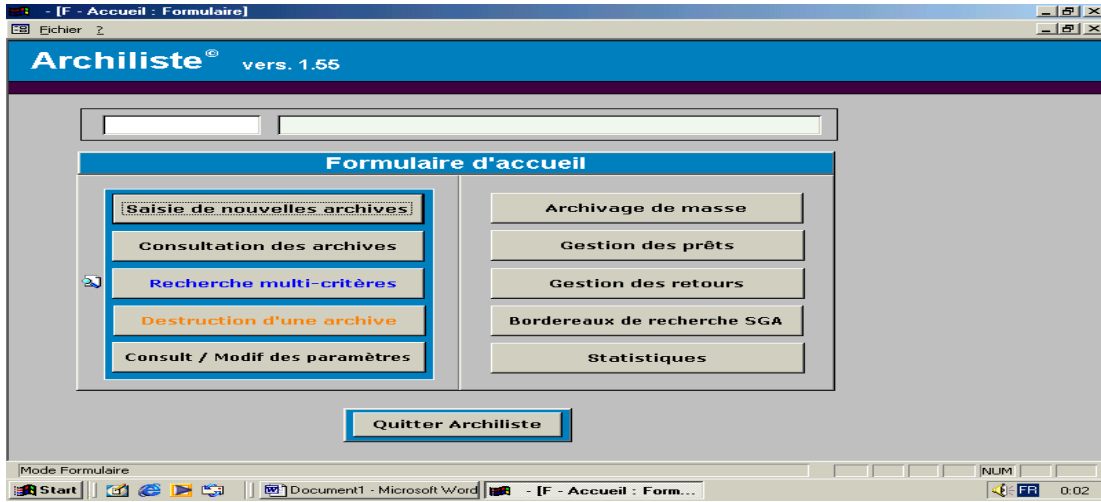 - [F - Accueil : Formulaire]
Fichier ?
Archiliste© vers. 1.55
Formulaire d'accueil
Saisie de nouvelles archives
Archivage de masse
Consultation des archives
Gestion des prêts
Recherche multi-critères
Gestion des retours
Destruction d'une archive
Bordereaux de recherche SGA
Consult / Modif des paramètres
Statistiques
Quitter Archiliste
Mode Formulaire NUM
Start Document1 - Microsoft Word - [F - Accueil : Form... FR 0:02